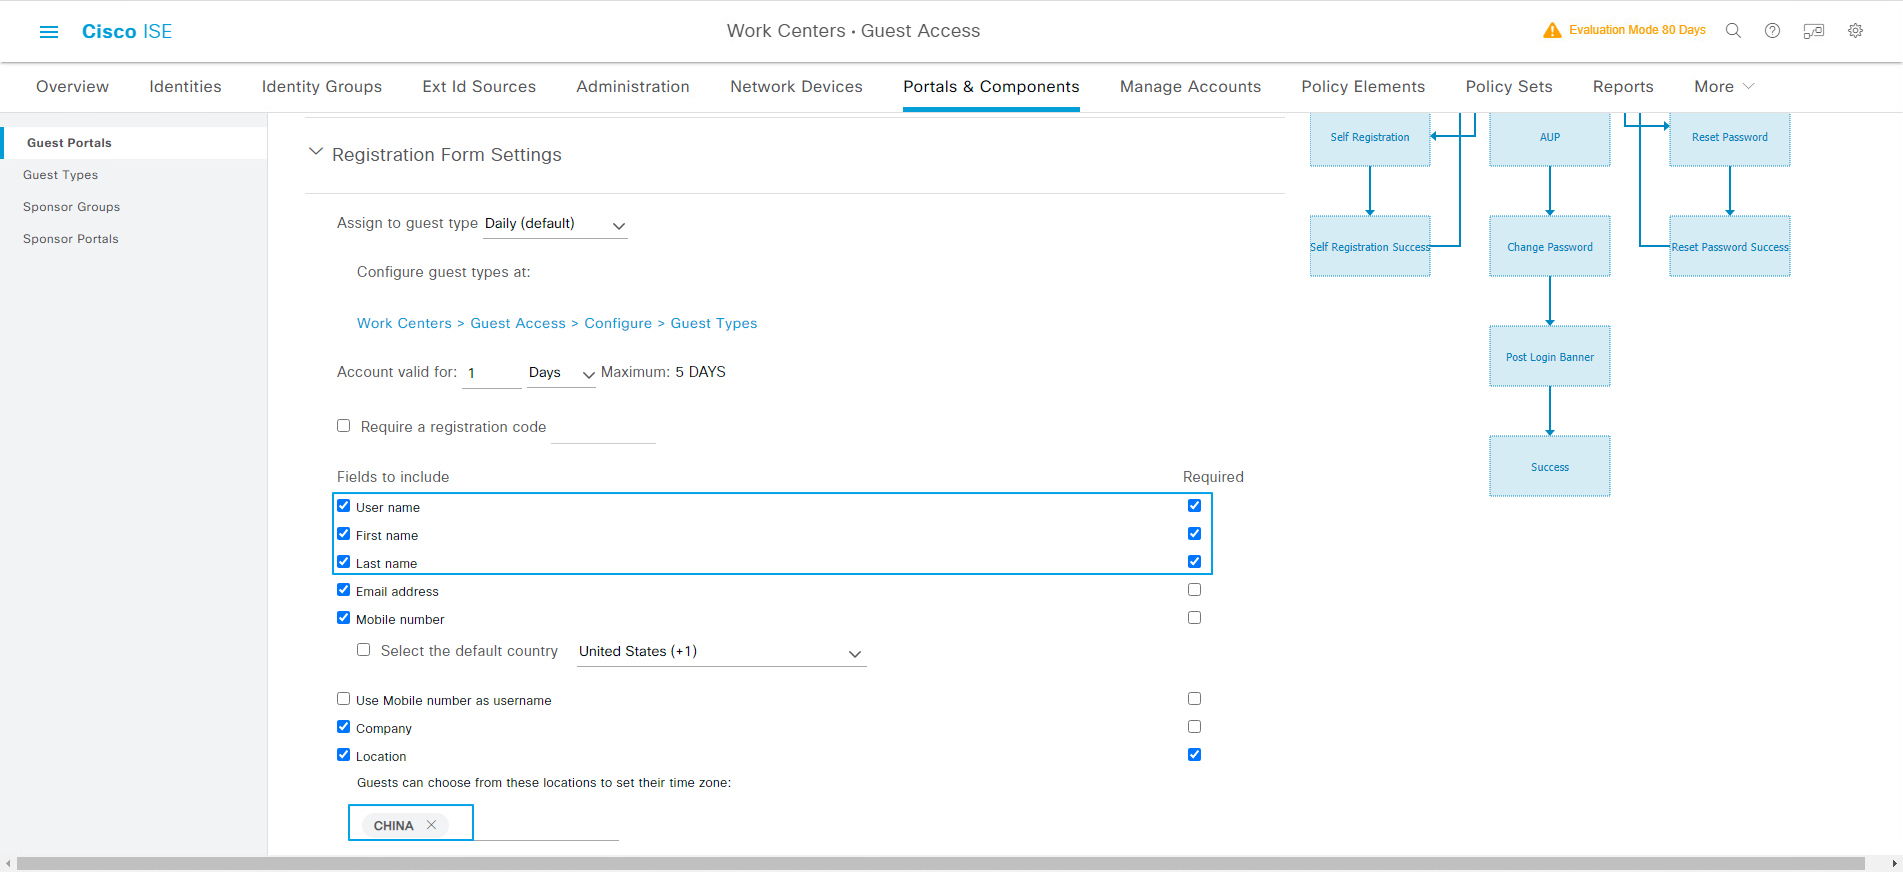 Cisco ISE
Work Centers · Guest Access
Evaluation Mode 80 Days
Overview
Identities
Identity Groups
Ext Id Sources
Administration
Network Devices
Portals & Components
Manage Accounts
Policy Elements
Policy Sets
Reports
More
Guest Portals
Guest Types
Sponsor Groups
Sponsor Portals
Registration Form Settings
Assign to guest type Daily (default)
Configure guest types at:
Work Centers > Guest Access > Configure > Guest Types
Account valid for: 1 Days Maximum: 5 DAYS
Require a registration code
Fields to include Required
User name
First name
Last name
Email address
Mobile number
Select the default country United States (+1)
Use Mobile number as username
Company
Location
Guests can choose from these locations to set their time zone:
CHINA
Self Registration
AUP
Reset Password
Self Registration Success
Change Password
Reset Password Success
Post Login Banner
Success